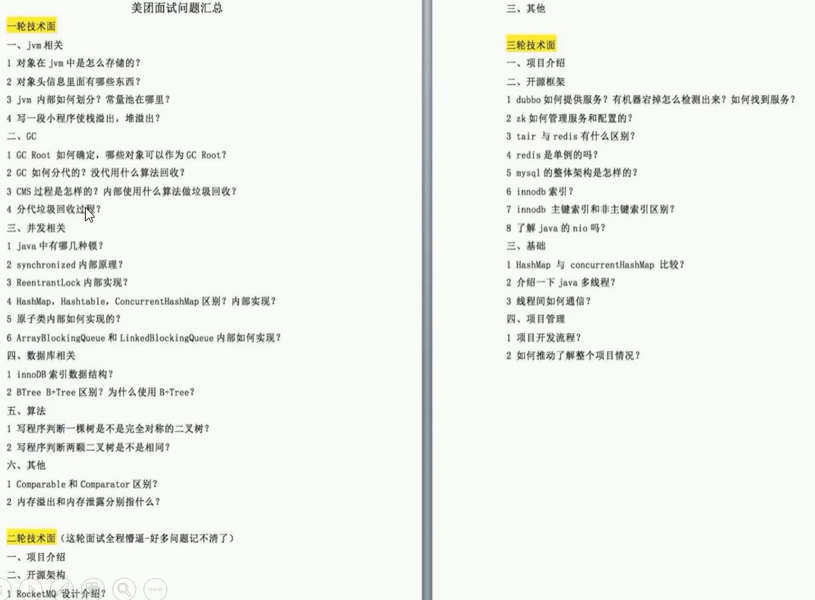 美团面试问题汇总
一轮技术面
一、jvm 相关
1 对象在 jvm 中是怎么存储的？
2 对象头信息里面有哪些东西？
3 jvm 内部如何划分？常量池在哪里？
4 写一段小程序使栈溢出，堆溢出？
二、GC
1 GC Root 如何确定，哪些对象可以作为 GC Root？
2 GC 如何分代的？没代用什么算法回收？
3 CMS 过程是怎样的？内部使用什么算法做垃圾回收？
4 分代垃圾回收过程？
三、并发相关
1 java 中有哪几种锁？
2 synchronized 内部原理？
3 ReentrantLock 内部实现？
4 HashMap，Hashtable，ConcurrentHashMap 区别？内部实现？
5 原子类内部如何实现的？
6 ArrayBlockingQueue 和 LinkedBlockingQueue 内部如何实现？
四、数据库相关
1 innoDB 索引数据结构？
2 BTree B+Tree 区别？为什么使用 B+Tree？
五、算法
1 写程序判断一棵树是不是完全对称的二叉树？
2 写程序判断两颗二叉树是不是相同？
六、其他
1 Comparable 和 Comparator 区别？
2 内存溢出和内存泄露分别指什么？
二轮技术面（这轮面试全程懵逼-好多问题记不清了）
一、项目介绍
二、开源架构
1 RocketMQ 设计介绍？
三、其他
三轮技术面
一、项目介绍
二、开源框架
1 dubbo 如何提供服务？有机器宕掉怎么检测出来？如何找到服务？
2 zk 如何管理服务和配置的？
3 tair 与 redis 有什么区别？
4 redis 是单例的吗？
5 mysql 的整体架构是怎样的？
6 innodb 索引？
7 innodb 主键索引和非主键索引区别？
8 了解 java 的 nio 吗？
三、基础
1 HashMap 与 concurrentHashMap 比较？
2 介绍一下 java 多线程？
3 线程间如何通信？
四、项目管理
1 项目开发流程？
2 如何推动了解整个项目情况？